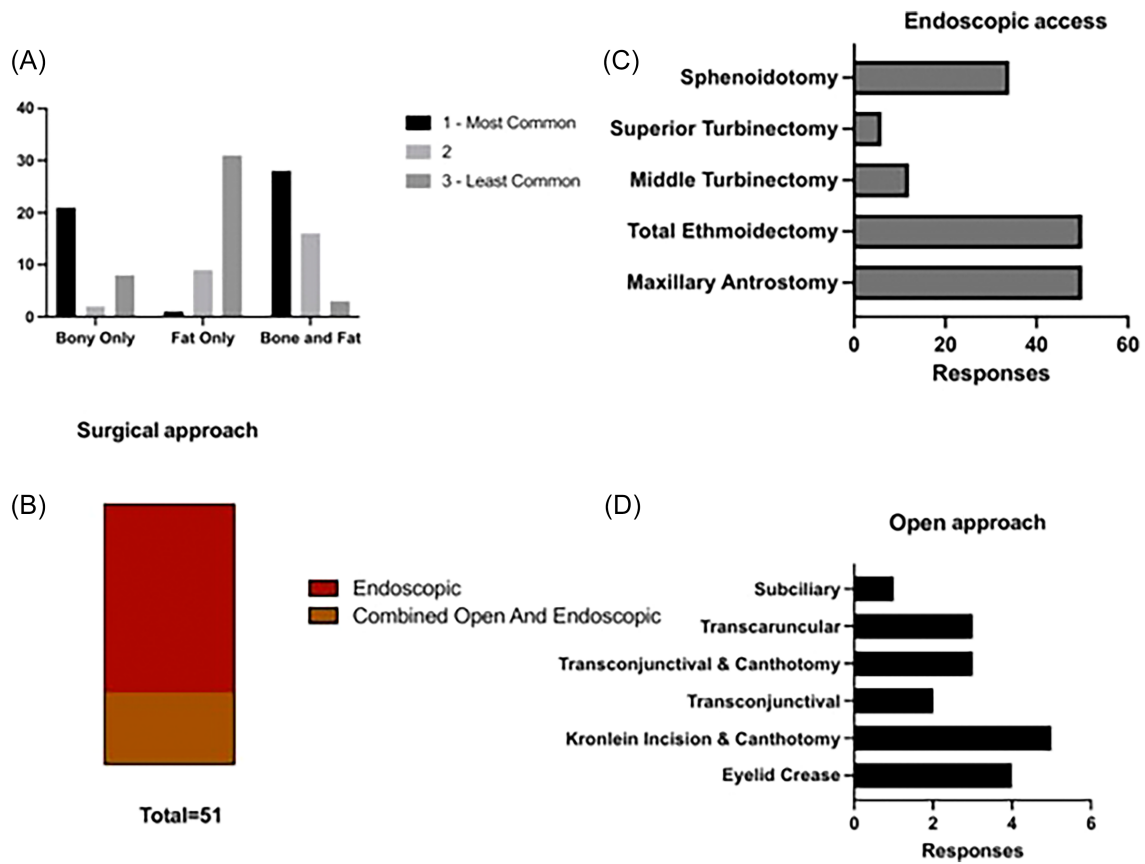 (A)
40
30
20
10
0
Bony Only
Fat Only
Bone and Fat
1 - Most Common
2
3 - Least Common
Surgical approach
(B)
Endoscopic
Combined Open And Endoscopic
Total=51
(C)
Endoscopic access
Sphenoidotomy
Superior Turbinectomy
Middle Turbinectomy
Total Ethmoidectomy
Maxillary Antrostomy
0 20 40 60
Responses
(D)
Open approach
Subciliary
Transcaruncular
Transconjunctival & Canthotomy
Transconjunctival
Kronlein Incision & Canthotomy
Eyelid Crease
0 2 4 6
Responses